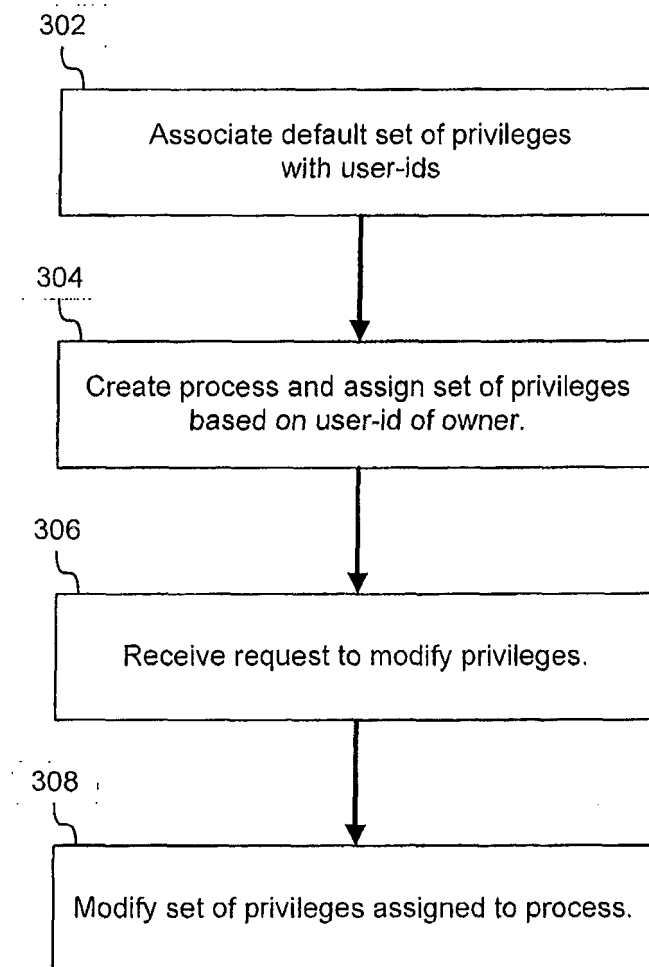 302
Associate default set of privileges
with user-ids
304
Create process and assign set of privileges
based on user-id of owner.
306
Receive request to modify privileges.
308
Modify set of privileges assigned to process.